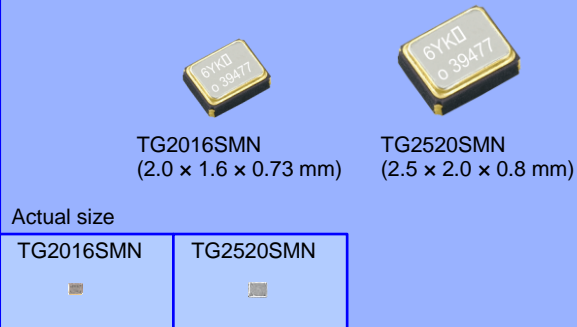 6YK▯
o 39477
6YK▯
o 39477
TG2016SMN
(2.0 × 1.6 × 0.73 mm)
TG2520SMN
(2.5 × 2.0 × 0.8 mm)
Actual size
TG2016SMN
TG2520SMN